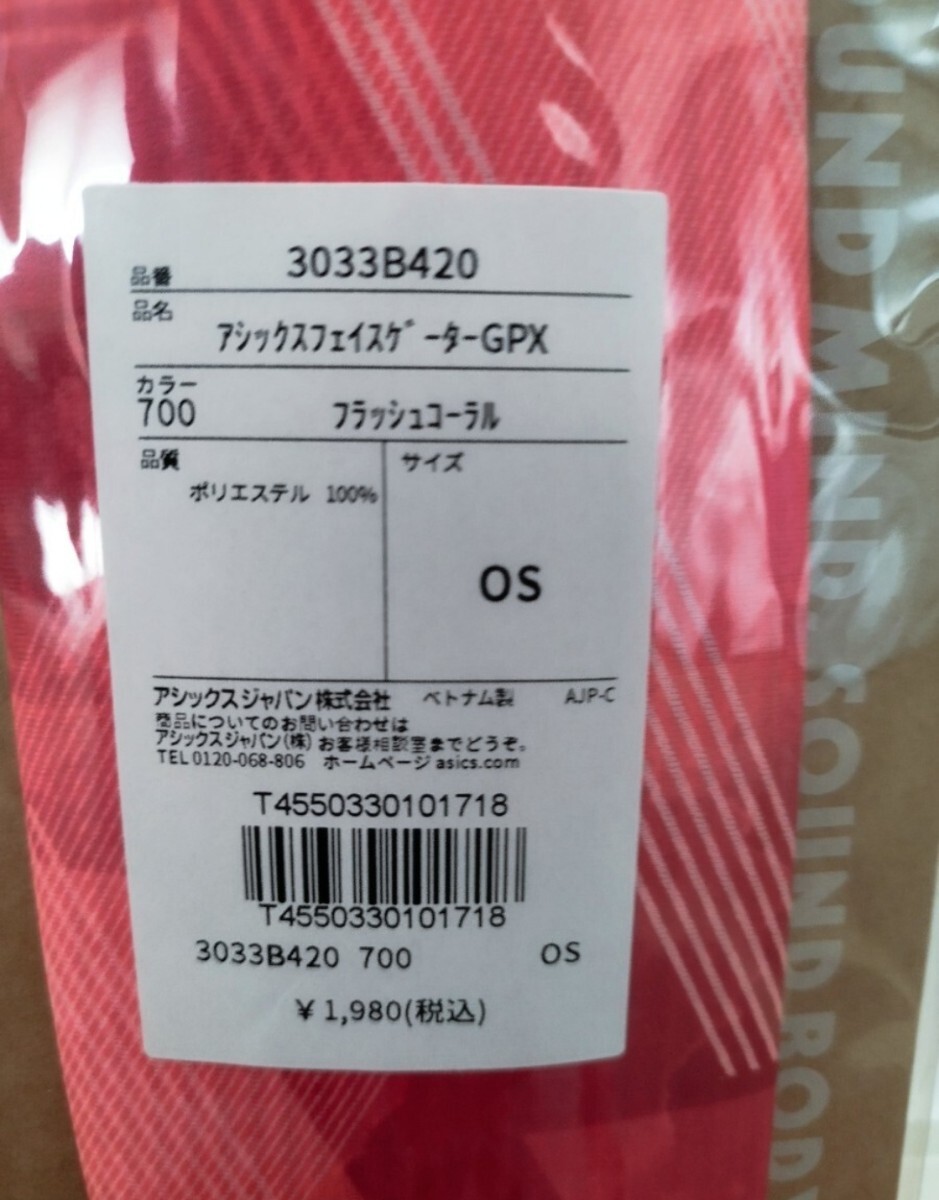 品番 3033B420
品名
ｱｼｯｸｽﾌｪｲｽｹﾞｰﾀｰGPX
カラー
700 ﾌﾗｯｼｭｺｰﾗﾙ
品質 サイズ
ポリエステル 100%
OS
アシックスジャパン株式会社 ベトナム製 AJP-C
商品についてのお問い合わせは
アシックスジャパン(株) お客様相談室までどうぞ。
TEL 0120-068-806 ホームページ asics.com
T4550330101718
T4550330101718
3033B420 700 OS
¥1,980(税込)
OUND MIND, SOUND BOD